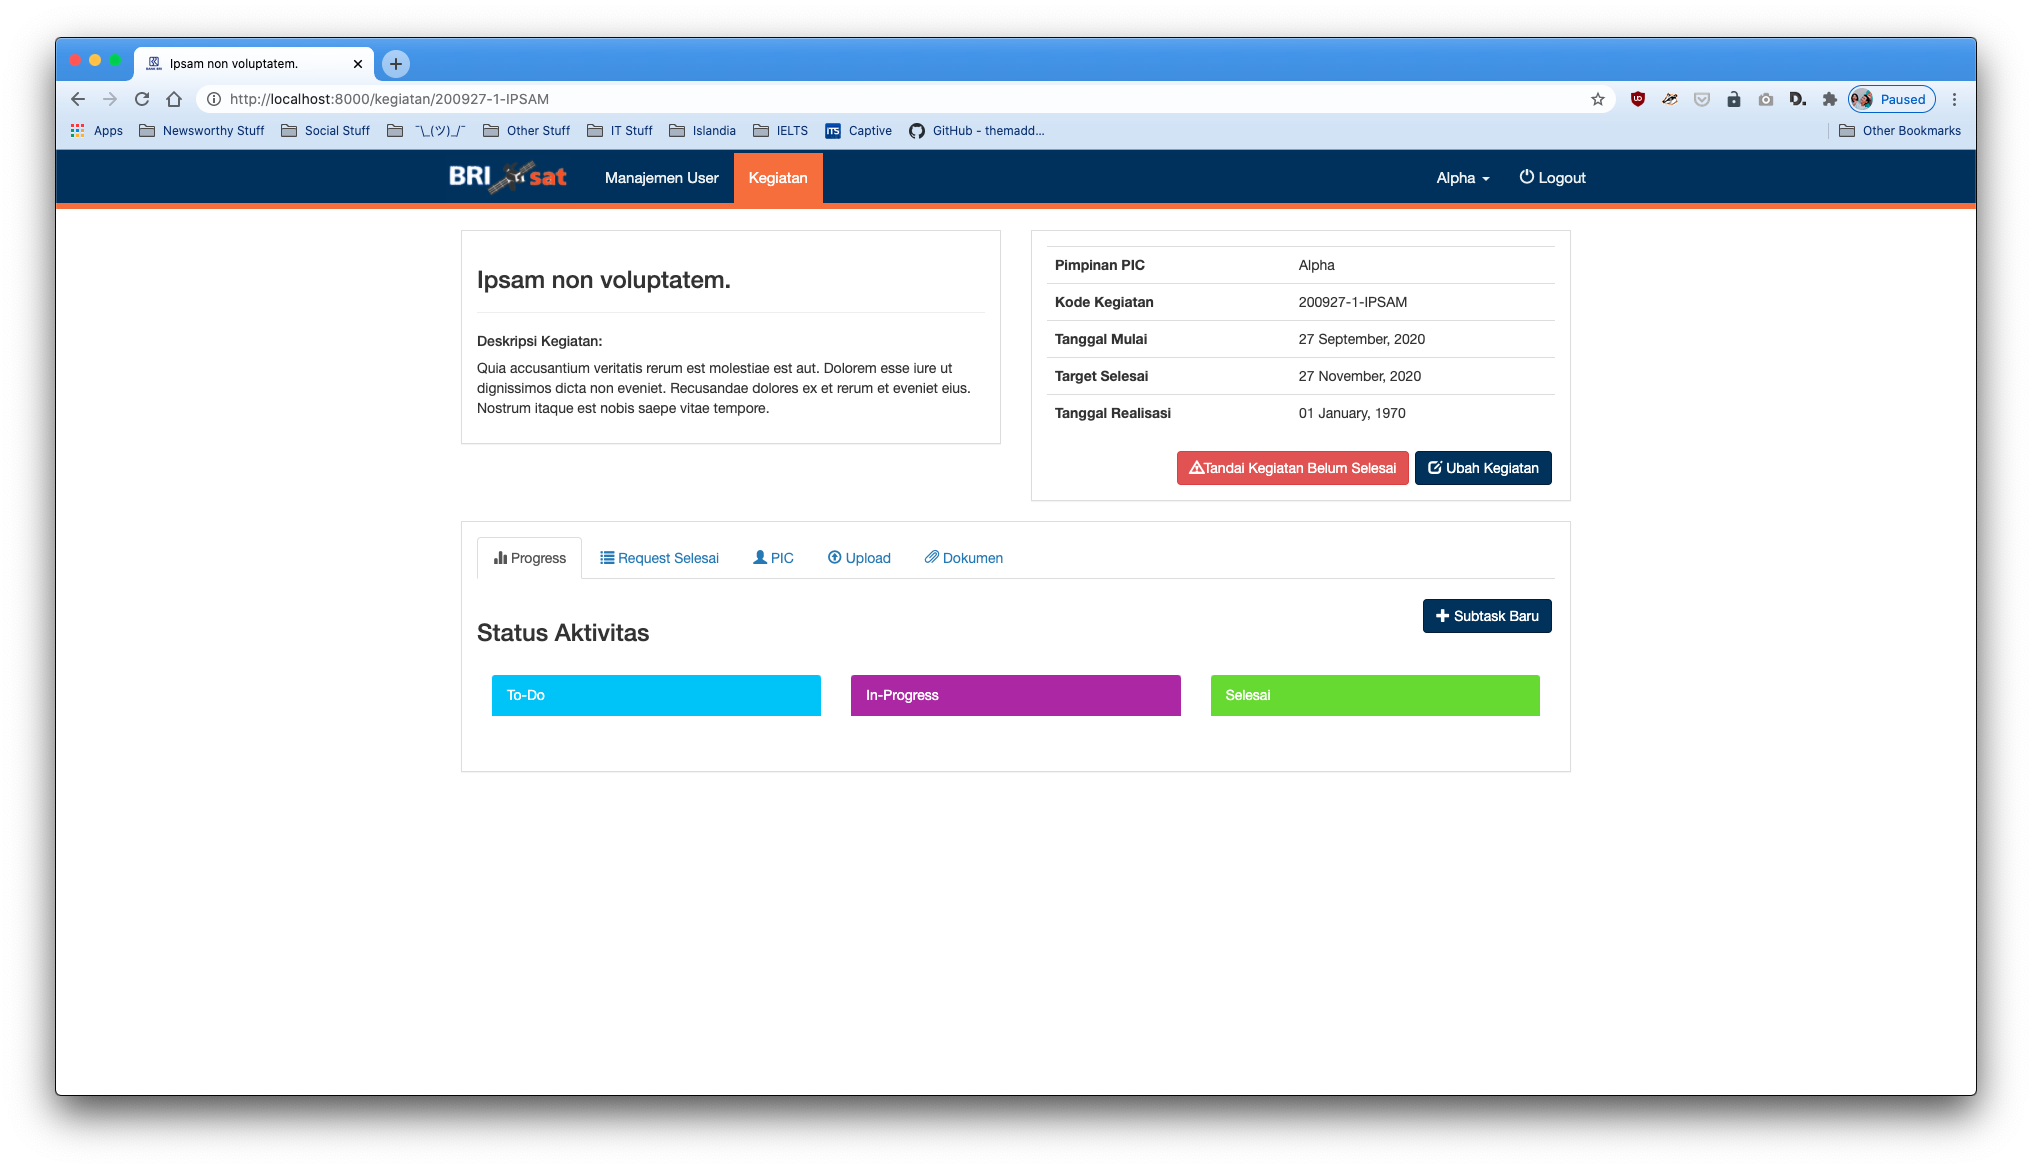 Ipsam non voluptatem.
http://localhost:8000/kegiatan/200927-1-IPSAM
Paused
Apps Newsworthy Stuff Social Stuff ¯\_(ツ)_/¯ Other Stuff IT Stuff Islandia IELTS ITS Captive GitHub - themadd... Other Bookmarks
BRI sat Manajemen User Kegiatan Alpha Logout
Ipsam non voluptatem.
Deskripsi Kegiatan:
Quia accusantium veritatis rerum est molestiae est aut. Dolorem esse iure ut
dignissimos dicta non eveniet. Recusandae dolores ex et rerum et eveniet eius.
Nostrum itaque est nobis saepe vitae tempore.
Pimpinan PIC Alpha
Kode Kegiatan 200927-1-IPSAM
Tanggal Mulai 27 September, 2020
Target Selesai 27 November, 2020
Tanggal Realisasi 01 January, 1970
Tandai Kegiatan Belum Selesai Ubah Kegiatan
Progress Request Selesai PIC Upload Dokumen
Subtask Baru
Status Aktivitas
To-Do In-Progress Selesai